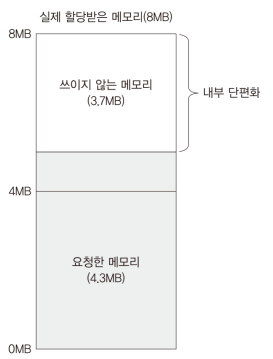 실제 할당받은 메모리(8MB)
8MB
쓰이지 않는 메모리
(3.7MB)
내부 단편화
4MB
요청한 메모리
(4.3MB)
0MB